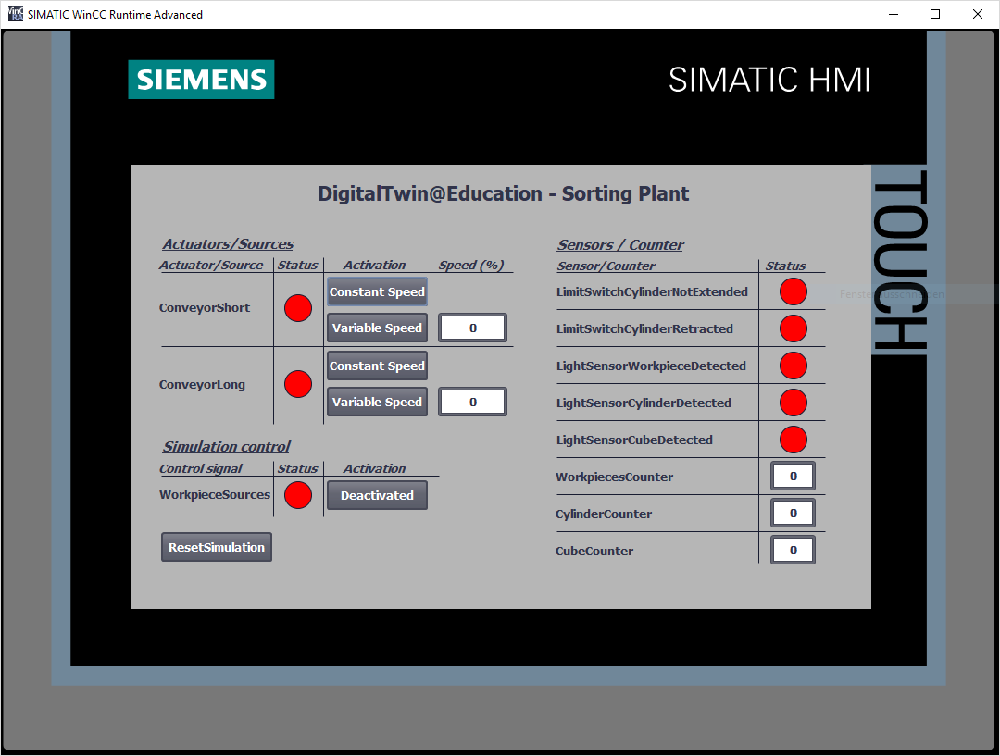 SIMATIC WinCC Runtime Advanced
SIEMENS
SIMATIC HMI
TOUCH
DigitalTwin@Education - Sorting Plant
Actuators/Sources
Actuator/Source Status Activation Speed (%)
ConveyorShort
Constant Speed
Variable Speed 0
ConveyorLong
Constant Speed
Variable Speed 0
Simulation control
Control signal Status Activation
WorkpieceSources Deactivated
ResetSimulation
Sensors / Counter
Sensor/Counter Status
LimitSwitchCylinderNotExtended
LimitSwitchCylinderRetracted
LightSensorWorkpieceDetected
LightSensorCylinderDetected
LightSensorCubeDetected
WorkpiecesCounter 0
CylinderCounter 0
CubeCounter 0